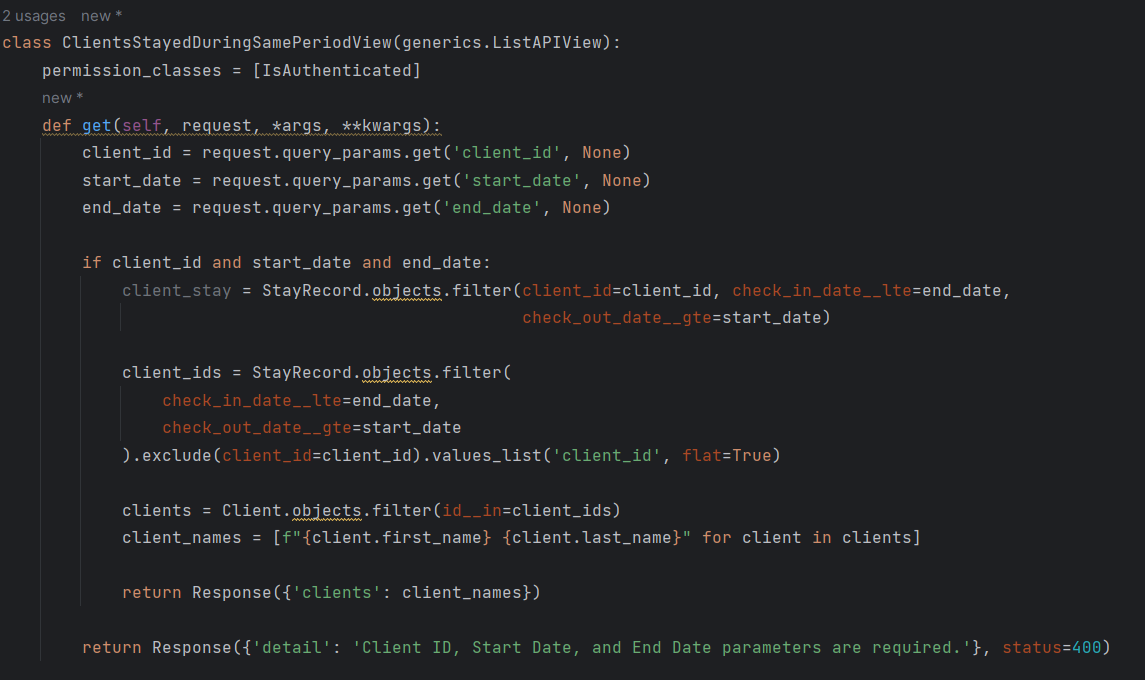 2 usages   new *
class ClientsStayedDuringSamePeriodView(generics.ListAPIView):
    permission_classes = [IsAuthenticated]
    new *
    def get(self, request, *args, **kwargs):
        client_id = request.query_params.get('client_id', None)
        start_date = request.query_params.get('start_date', None)
        end_date = request.query_params.get('end_date', None)

        if client_id and start_date and end_date:
            client_stay = StayRecord.objects.filter(client_id=client_id, check_in_date__lte=end_date,
                                                    check_out_date__gte=start_date)

            client_ids = StayRecord.objects.filter(
                check_in_date__lte=end_date,
                check_out_date__gte=start_date
            ).exclude(client_id=client_id).values_list('client_id', flat=True)

            clients = Client.objects.filter(id__in=client_ids)
            client_names = [f"{client.first_name} {client.last_name}" for client in clients]

            return Response({'clients': client_names})

        return Response({'detail': 'Client ID, Start Date, and End Date parameters are required.'}, status=400)